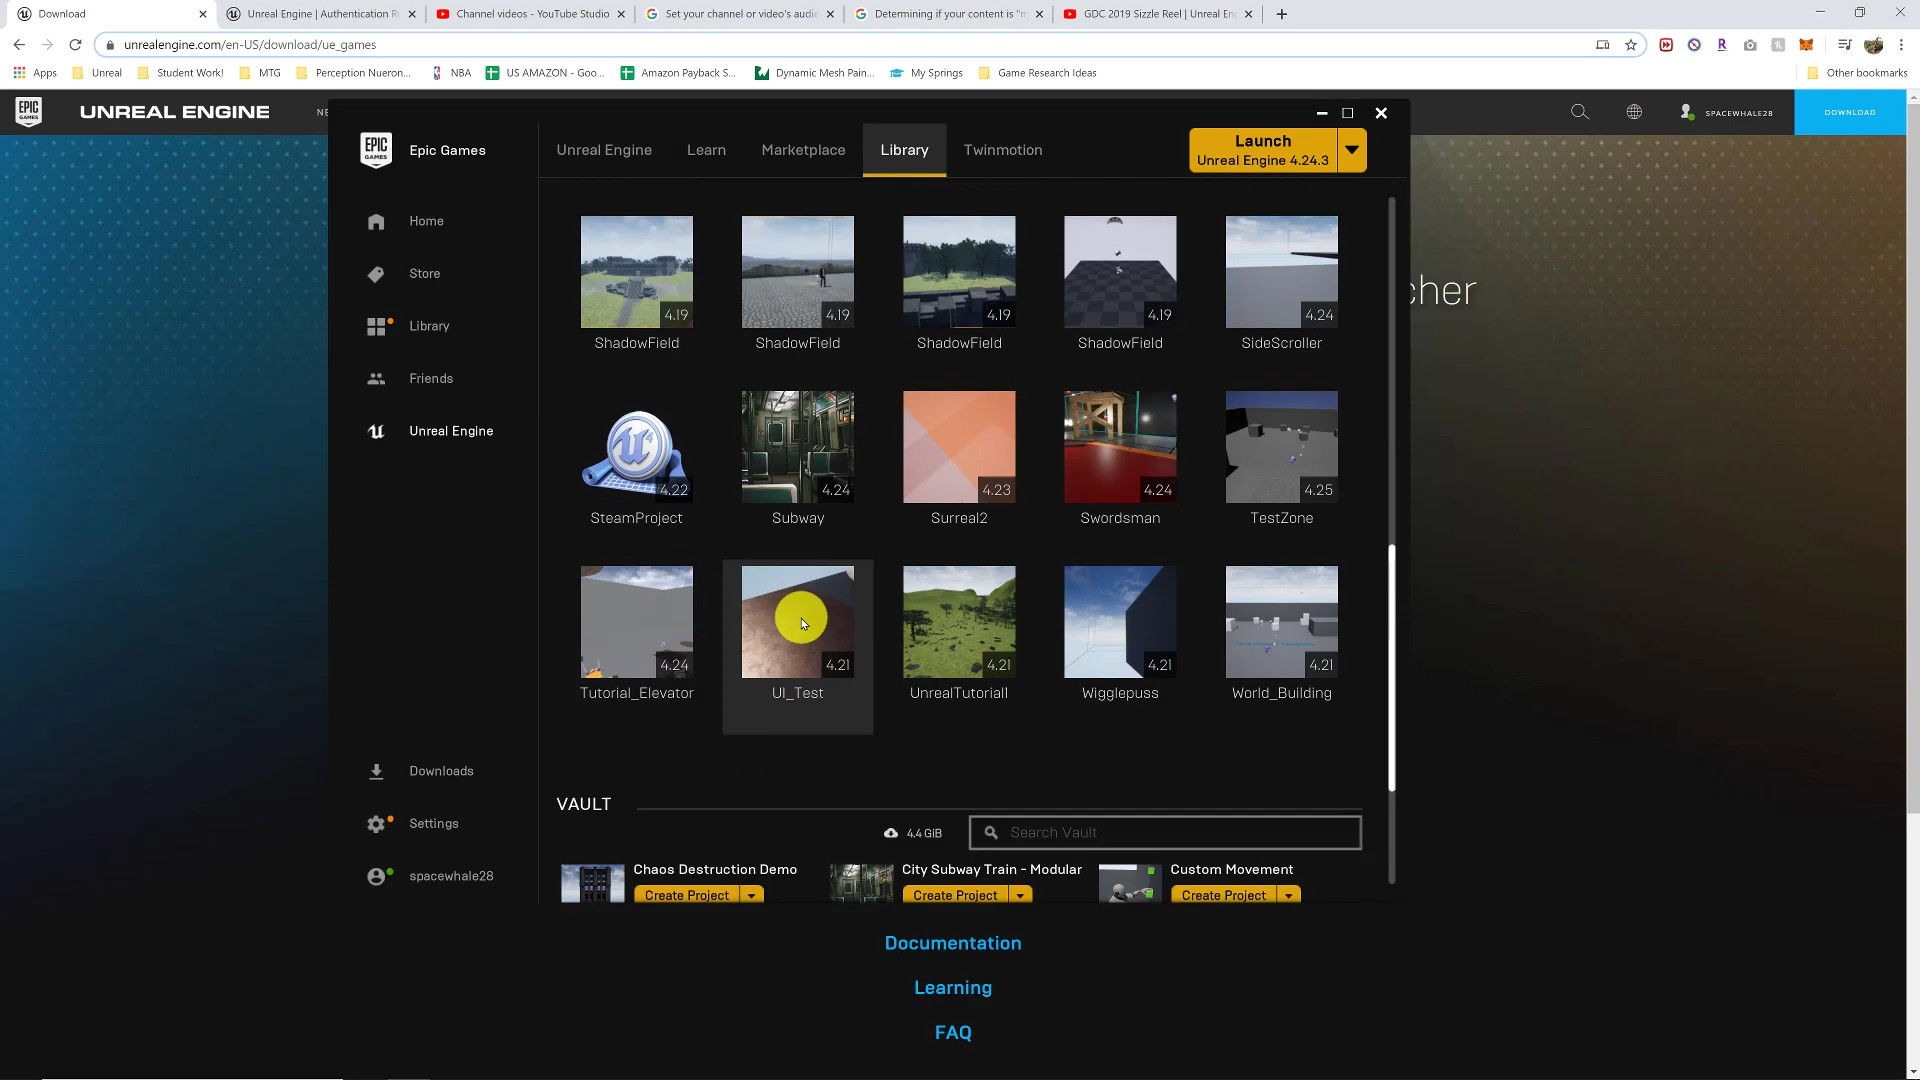 Download
Unreal Engine | Authentication R
Channel videos - YouTube Studio
Set your channel or video's audie
Determining if your content is "m
GDC 2019 Sizzle Reel | Unreal En
unrealengine.com/en-US/download/ue_games
Apps
Unreal
Student Work!
MTG
Perception Nueron...
NBA
US AMAZON - Goo...
Amazon Payback S...
Dynamic Mesh Pain...
My Springs
Game Research Ideas
Other bookmarks
EPIC GAMES
UNREAL ENGINE
NE
SPACEWHALE28
DOWNLOAD
EPIC GAMES
Epic Games
Unreal Engine
Learn
Marketplace
Library
Twinmotion
Launch
Unreal Engine 4.24.3
Home
Store
Library
Friends
Unreal Engine
Downloads
Settings
spacewhale28
cher
4.19
4.19
4.19
4.19
4.24
ShadowField
ShadowField
ShadowField
ShadowField
SideScroller
4.22
4.24
4.23
4.24
4.25
SteamProject
Subway
Surreal2
Swordsman
TestZone
4.24
4.21
4.21
4.21
4.21
Tutorial_Elevator
UI_Test
UnrealTutorial1
Wigglepuss
World_Building
VAULT
4.4 GiB
Search Vault
Chaos Destruction Demo
Create Project
City Subway Train - Modular
Create Project
Custom Movement
Create Project
Documentation
Learning
FAQ